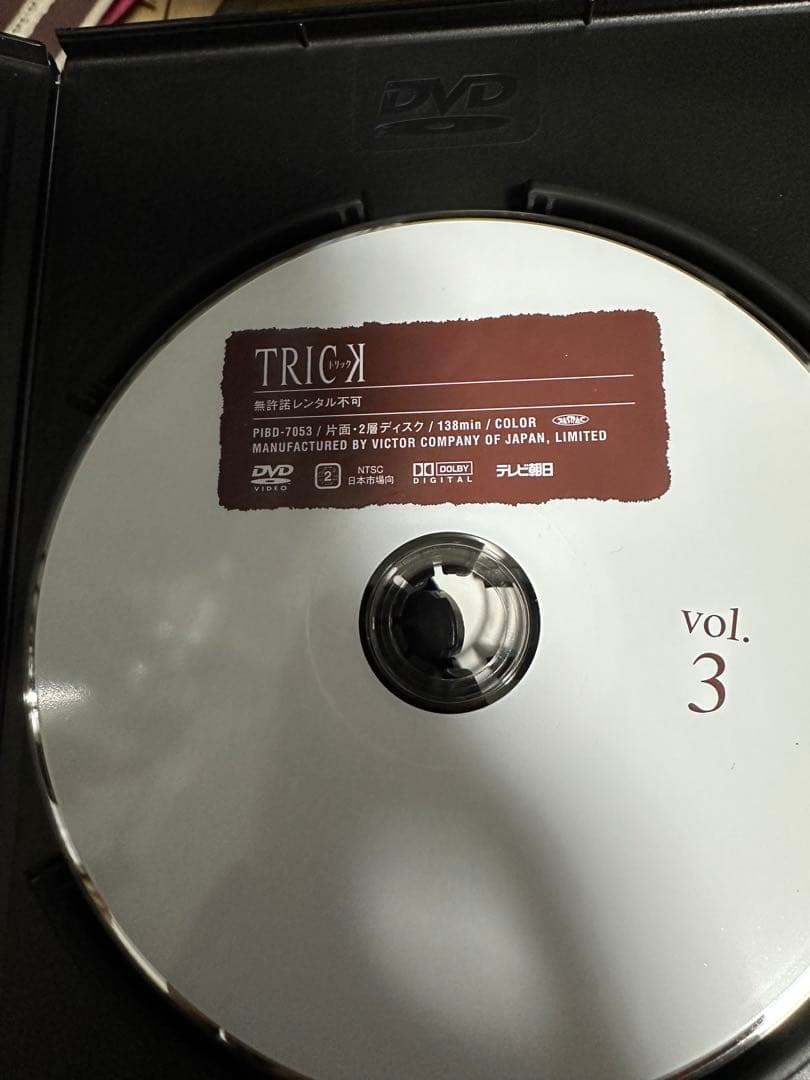 DVD
TRICK
トリック
無許諾レンタル不可
PIBD-7053 / 片面・2層ディスク / 138min / COLOR JASRAC
MANUFACTURED BY VICTOR COMPANY OF JAPAN, LIMITED
DVD VIDEO
2
NTSC
日本市場向
DOLBY DIGITAL
テレビ朝日
vol.
3